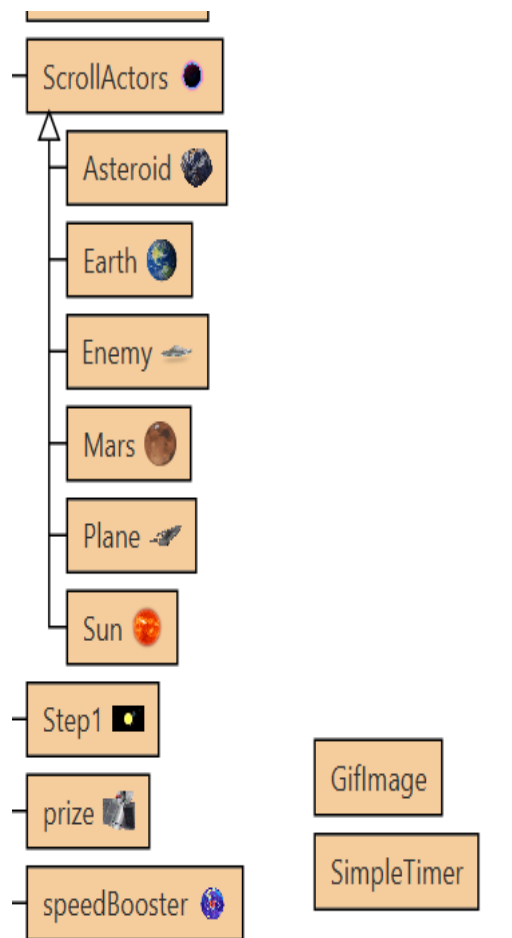 ScrollActors
Asteroid
Earth
Enemy
Mars
Plane
Sun
Step1
prize
speedBooster
GifImage
SimpleTimer